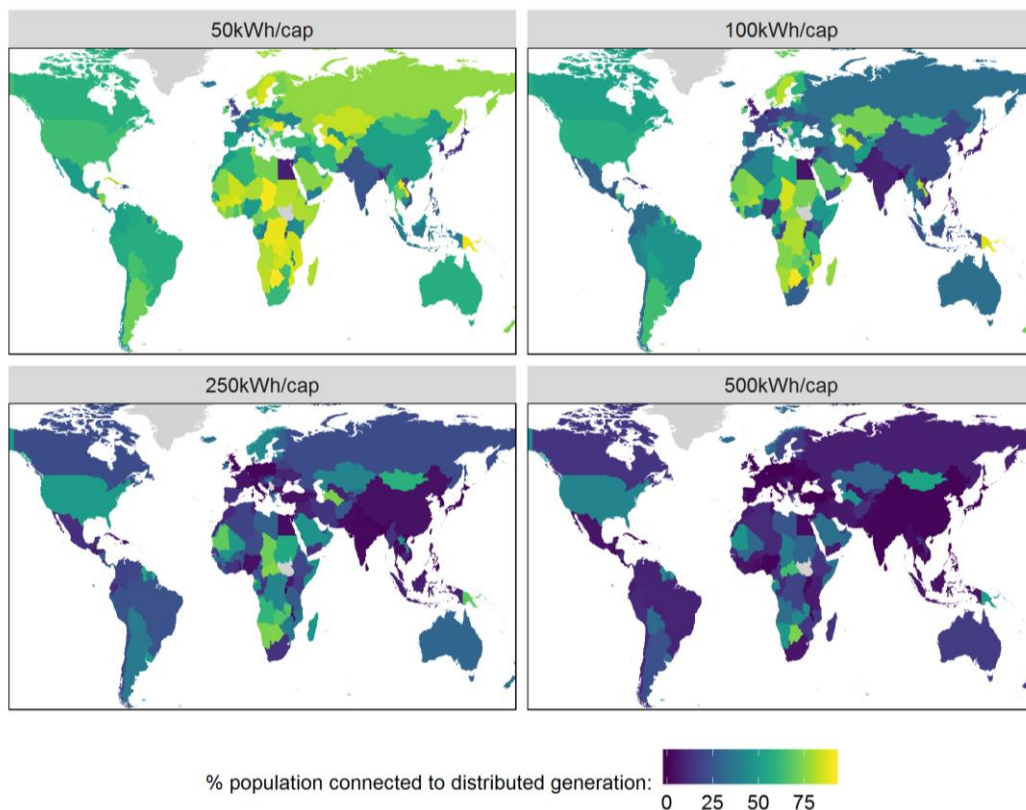 50kWh/cap
100kWh/cap
250kWh/cap
500kWh/cap
% population connected to distributed generation:
0 25 50 75